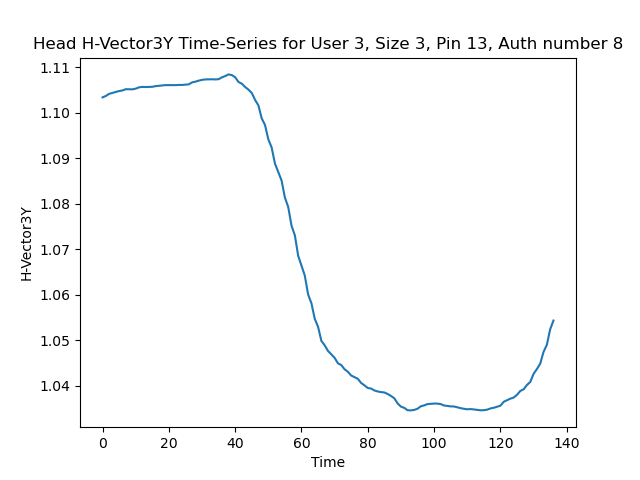 Head H-Vector3Y Time-Series for User 3, Size 3, Pin 13, Auth number 8
1.11
1.10
1.09
1.08
1.07
1.06
1.05
1.04
H-Vector3Y
0 20 40 60 80 100 120 140
Time